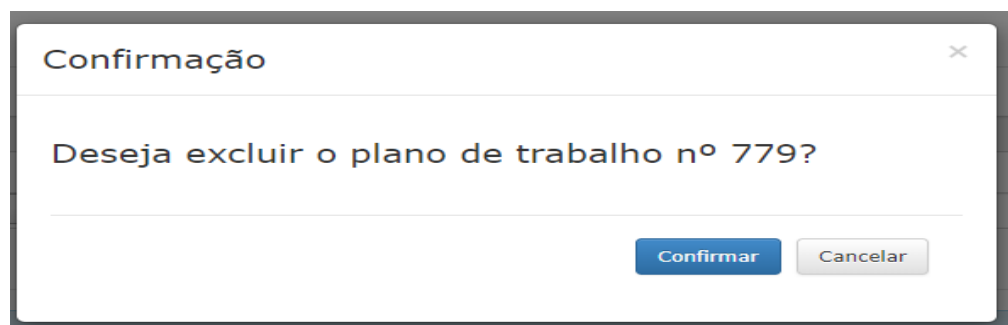 Confirmação ×
Deseja excluir o plano de trabalho nº 779?
Confirmar Cancelar